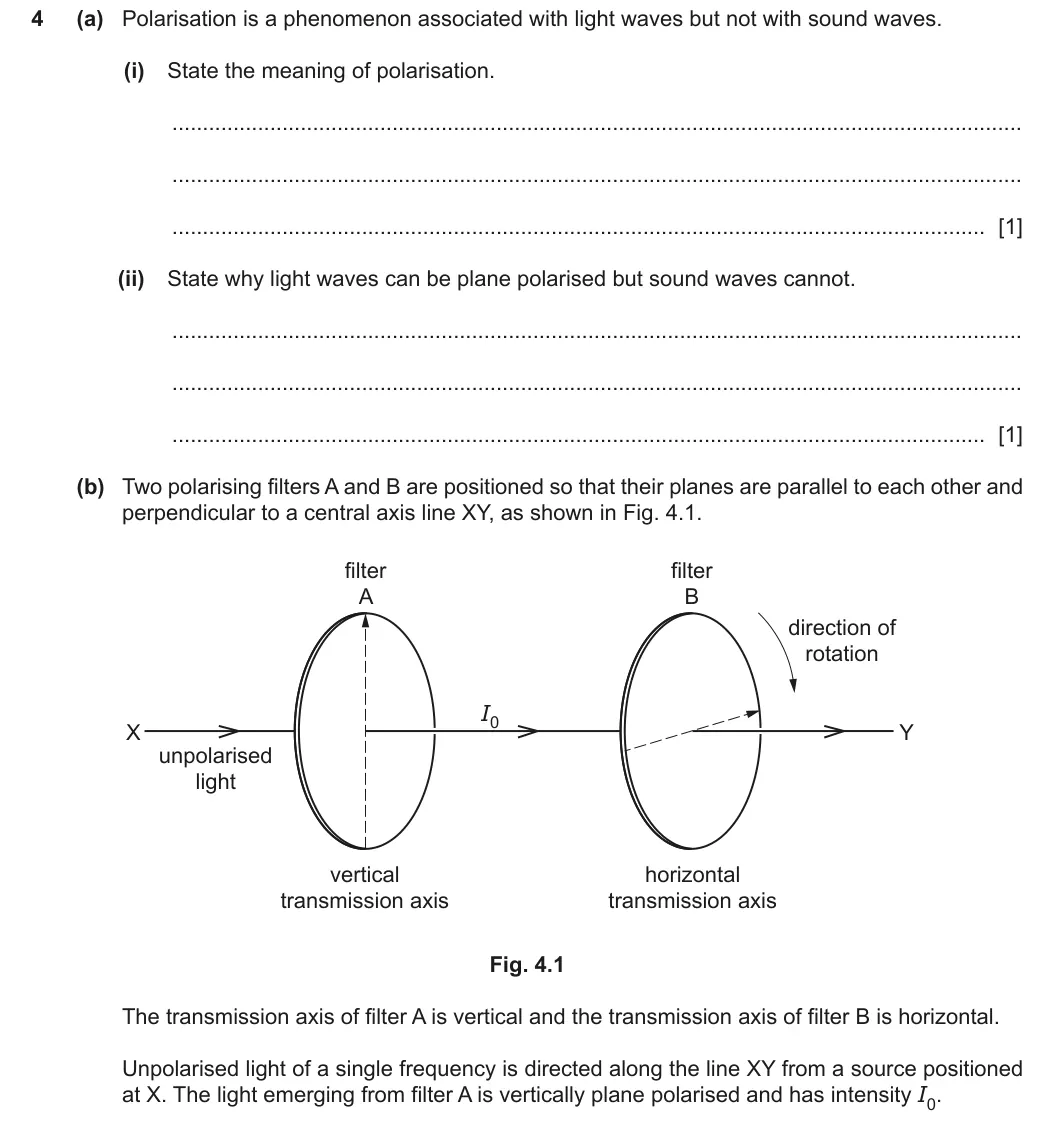 4 (a) Polarisation is a phenomenon associated with light waves but not with sound waves.
(i) State the meaning of polarisation.
..........................................................................................................................................
..........................................................................................................................................
.................................................................................................................................... [1]
(ii) State why light waves can be plane polarised but sound waves cannot.
..........................................................................................................................................
..........................................................................................................................................
.................................................................................................................................... [1]
(b) Two polarising filters A and B are positioned so that their planes are parallel to each other and
perpendicular to a central axis line XY, as shown in Fig. 4.1.
filter
A
filter
B
direction of
rotation
X
I₀
Y
unpolarised
light
vertical
transmission axis
horizontal
transmission axis
Fig. 4.1
The transmission axis of filter A is vertical and the transmission axis of filter B is horizontal.
Unpolarised light of a single frequency is directed along the line XY from a source positioned
at X. The light emerging from filter A is vertically plane polarised and has intensity I₀.